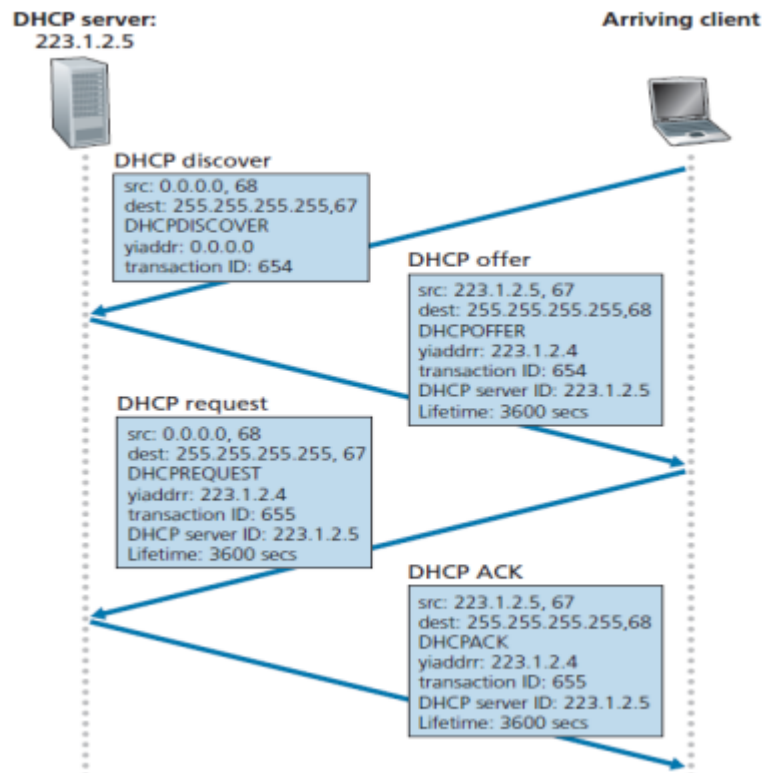 DHCP server:
223.1.2.5
Arriving client
DHCP discover
src: 0.0.0.0, 68
dest: 255.255.255.255,67
DHCPDISCOVER
yiaddr: 0.0.0.0
transaction ID: 654
DHCP offer
src: 223.1.2.5, 67
dest: 255.255.255.255,68
DHCPOFFER
yiaddrr: 223.1.2.4
transaction ID: 654
DHCP server ID: 223.1.2.5
Lifetime: 3600 secs
DHCP request
src: 0.0.0.0, 68
dest: 255.255.255.255, 67
DHCPREQUEST
yiaddrr: 223.1.2.4
transaction ID: 655
DHCP server ID: 223.1.2.5
Lifetime: 3600 secs
DHCP ACK
src: 223.1.2.5, 67
dest: 255.255.255.255,68
DHCPACK
yiaddrr: 223.1.2.4
transaction ID: 655
DHCP server ID: 223.1.2.5
Lifetime: 3600 secs